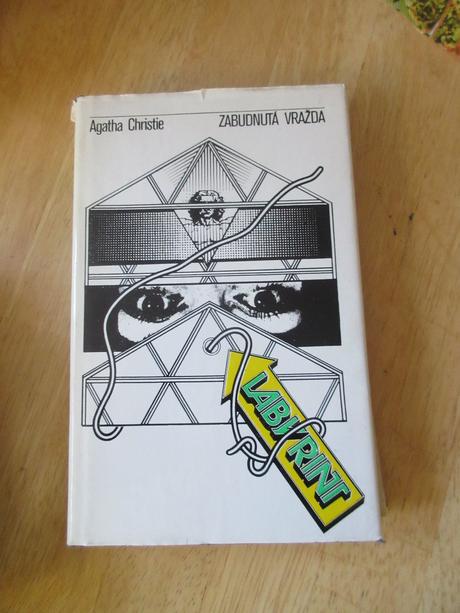 Agatha Christie
ZABUDNUTÁ VRAŽDA
LABYRINT